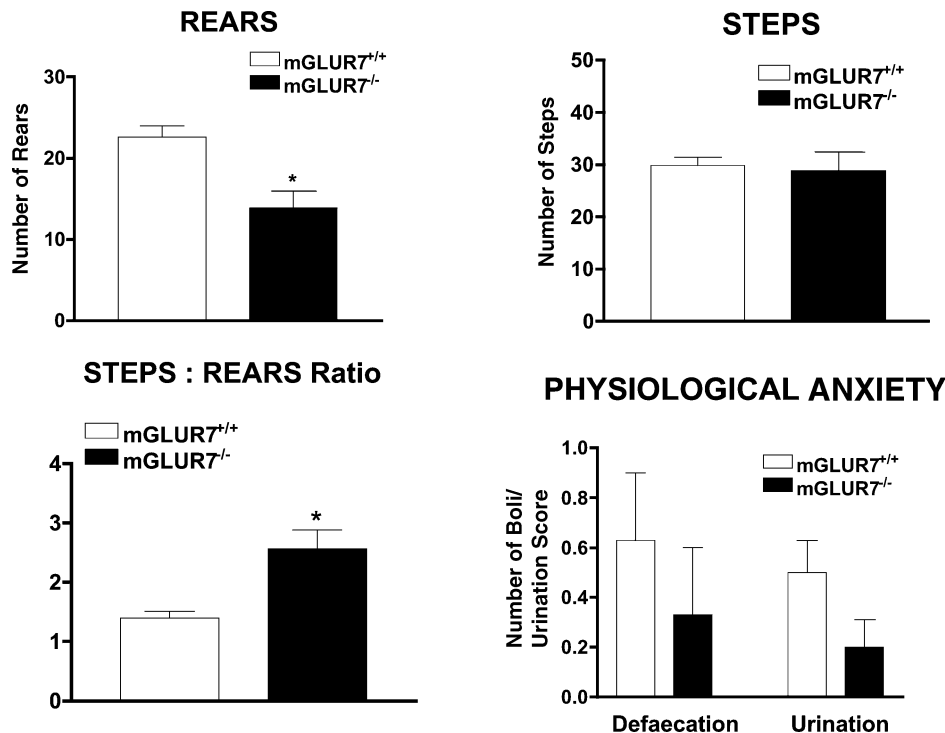 REARS
mGLUR7+/+
mGLUR7-/-
Number of Rears
30
20
10
0
*
STEPS
mGLUR7+/+
mGLUR7-/-
Number of Steps
50
40
30
20
10
0
STEPS : REARS Ratio
mGLUR7+/+
mGLUR7-/-
4
3
2
1
0
*
PHYSIOLOGICAL ANXIETY
mGLUR7+/+
mGLUR7-/-
Number of Boli/
Urination Score
1.0
0.8
0.6
0.4
0.2
0.0
Defaecation
Urination